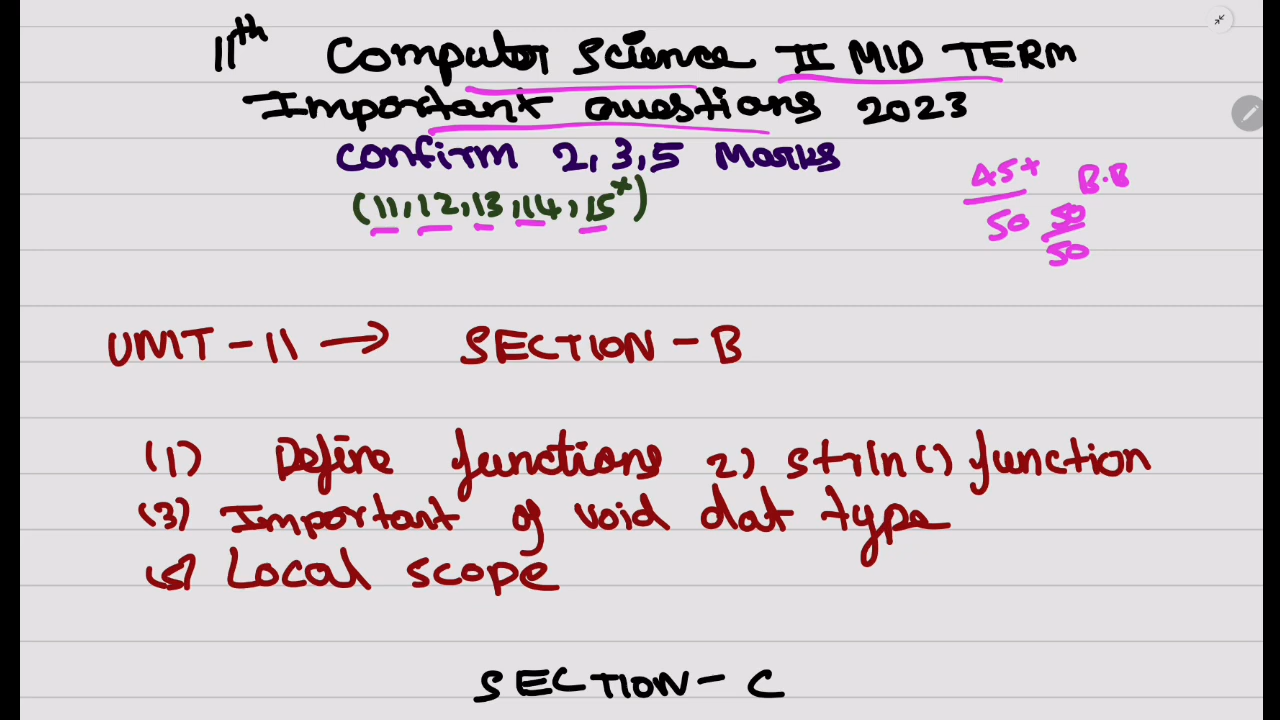 11th Computer Science II MID TERM
Important questions 2023
confirm 2, 3, 5 Marks
(11, 12, 13, 14, 15*)
45+
50
B.B
50
50
UNIT - 11 → SECTION - B
(1) Define functions 2) strln() function
(3) Important of void dat type
(5) Local scope
SECTION - C